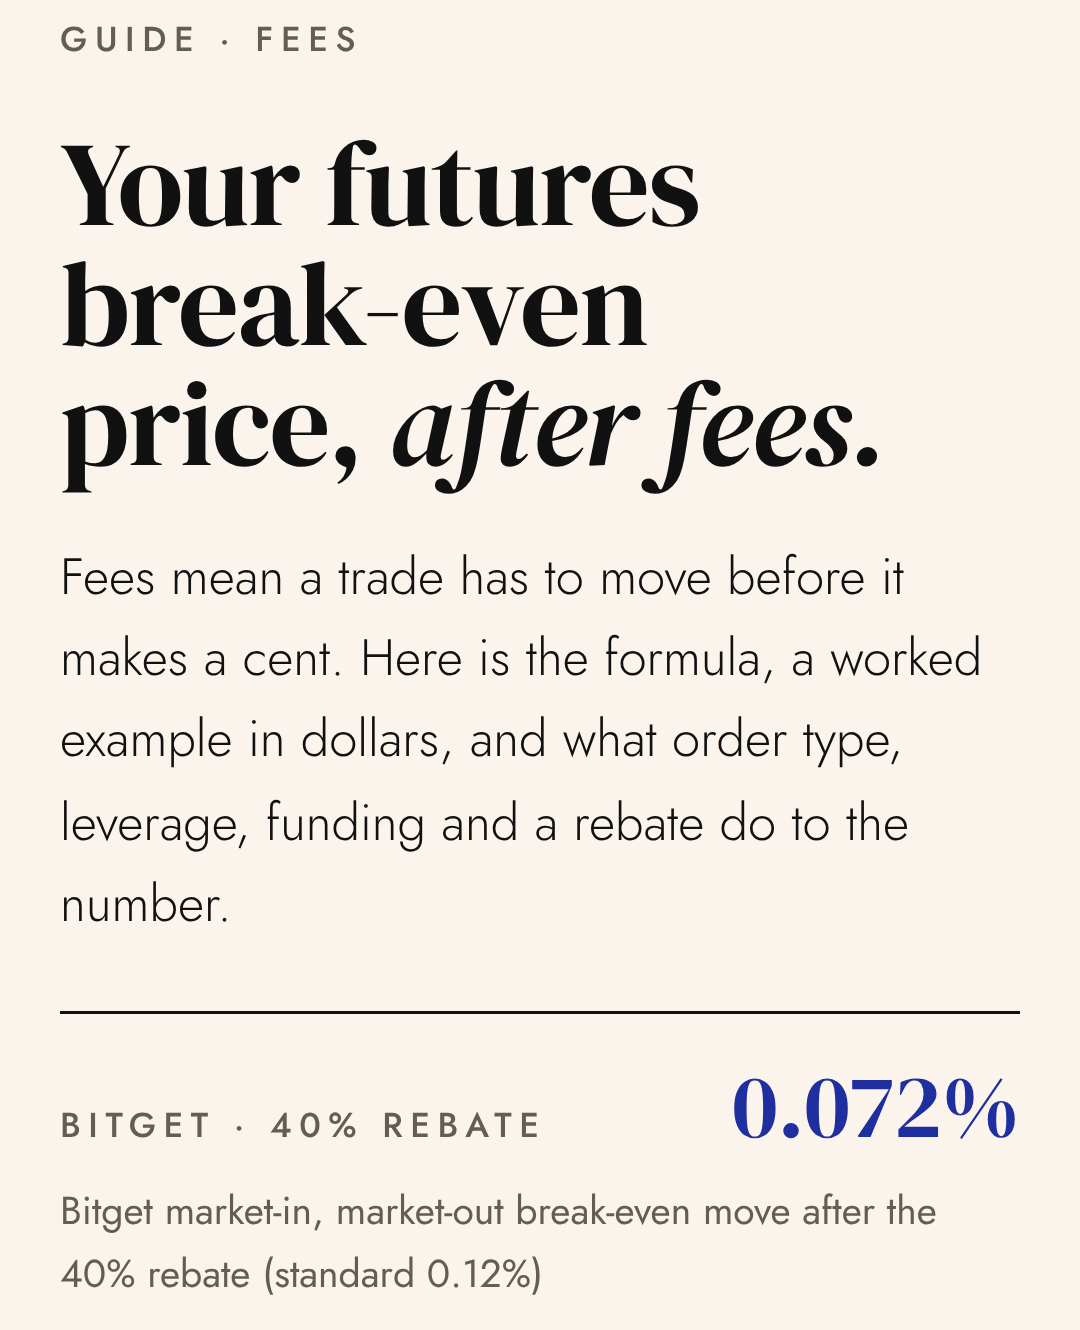 GUIDE · FEES
Your futures
break-even
price, after fees.
Fees mean a trade has to move before it
makes a cent. Here is the formula, a worked
example in dollars, and what order type,
leverage, funding and a rebate do to the
number.
BITGET · 40% REBATE 0.072%
Bitget market-in, market-out break-even move after the
40% rebate (standard 0.12%)